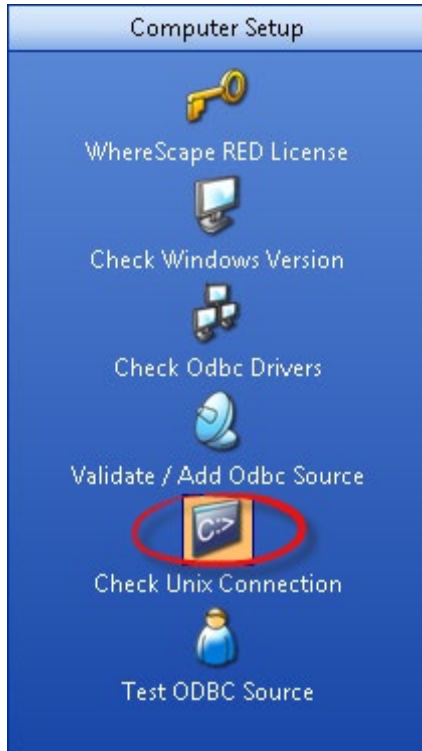 Computer Setup
WhereScape RED License
Check Windows Version
Check Odbc Drivers
Validate / Add Odbc Source
C:>
Check Unix Connection
Test ODBC Source